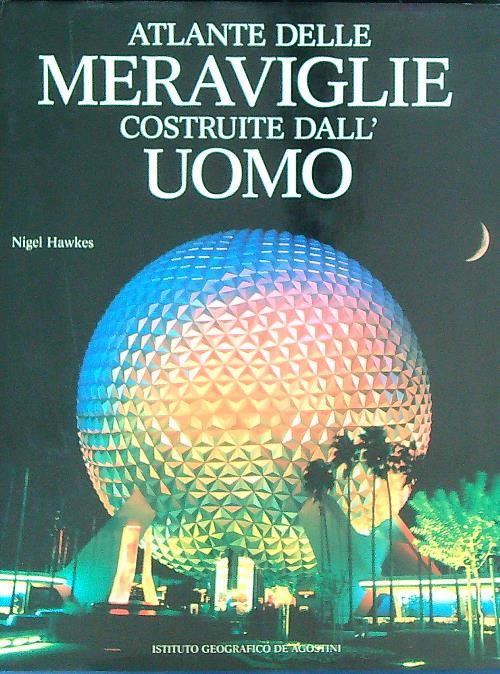 ATLANTE DELLE
MERAVIGLIE
COSTRUITE DALL'
UOMO
Nigel Hawkes
ISTITUTO GEOGRAFICO DE AGOSTINI